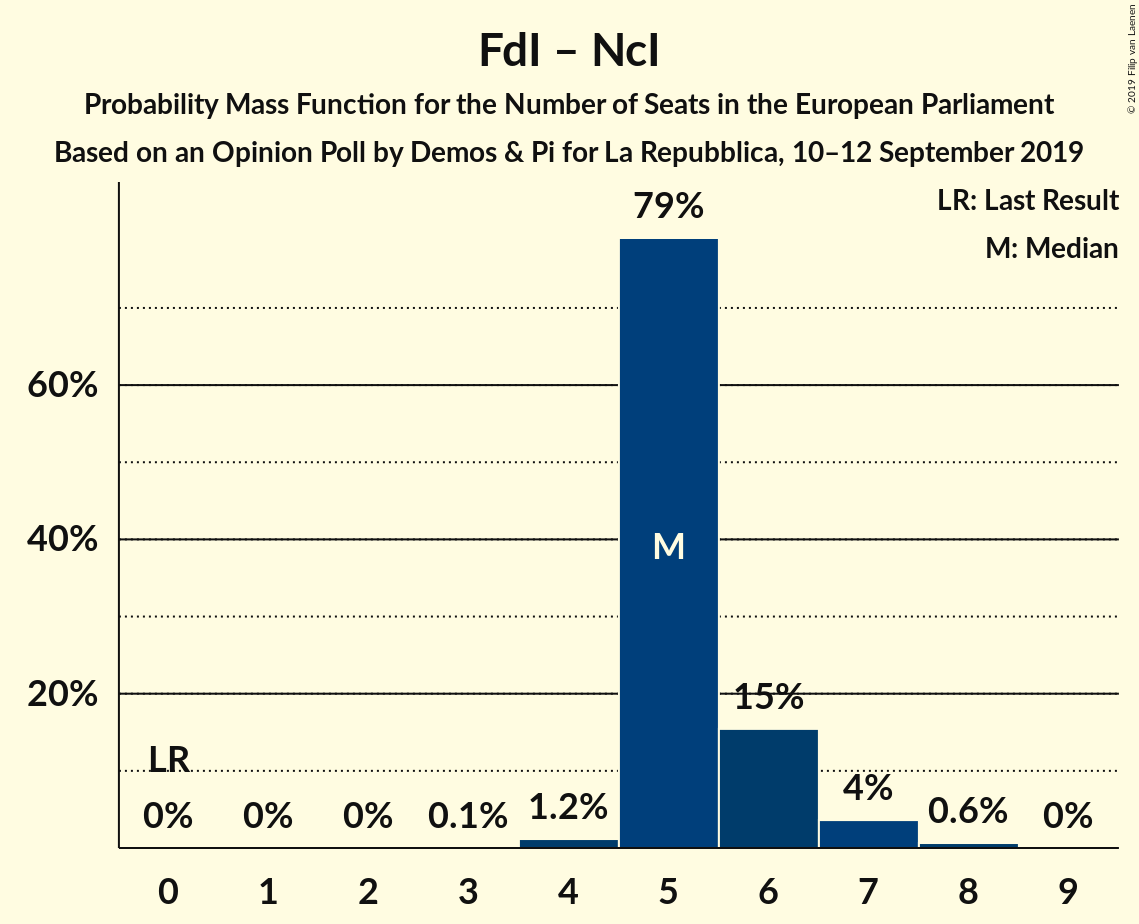 FdI – NcI
Probability Mass Function for the Number of Seats in the European Parliament
Based on an Opinion Poll by Demos & Pi for La Repubblica, 10–12 September 2019
© 2019 Filip van Laenen
LR: Last Result
M: Median
79%
60%
40%
M
20%
15%
LR
4%
0% 0% 0% 0.1% 1.2% 0.6% 0%
0 1 2 3 4 5 6 7 8 9